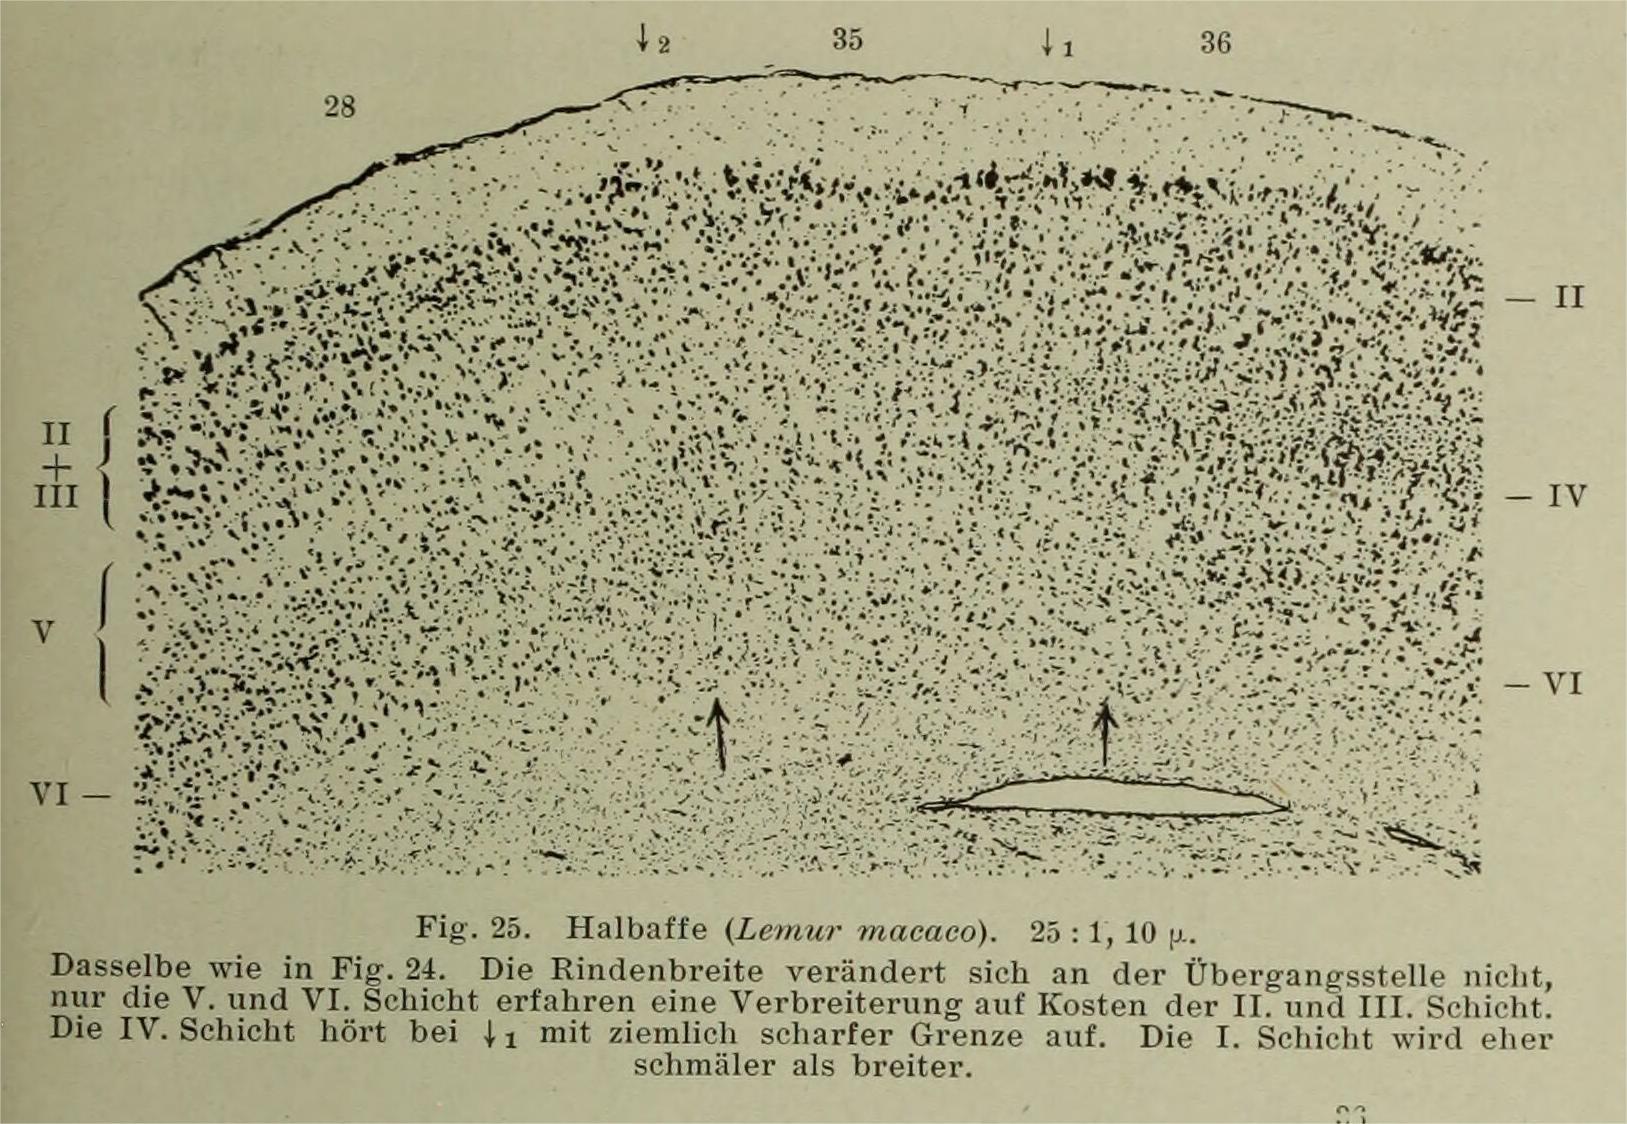 ↓2 35 ↓1 36
28
— II
II
+
III
— IV
V
— VI
VI —
Fig. 25. Halbaffe (Lemur macaco). 25 : 1, 10 μ.
Dasselbe wie in Fig. 24. Die Rindenbreite verändert sich an der Übergangsstelle nicht,
nur die V. und VI. Schicht erfahren eine Verbreiterung auf Kosten der II. und III. Schicht.
Die IV. Schicht hört bei ↓1 mit ziemlich scharfer Grenze auf. Die I. Schicht wird eher
schmäler als breiter.